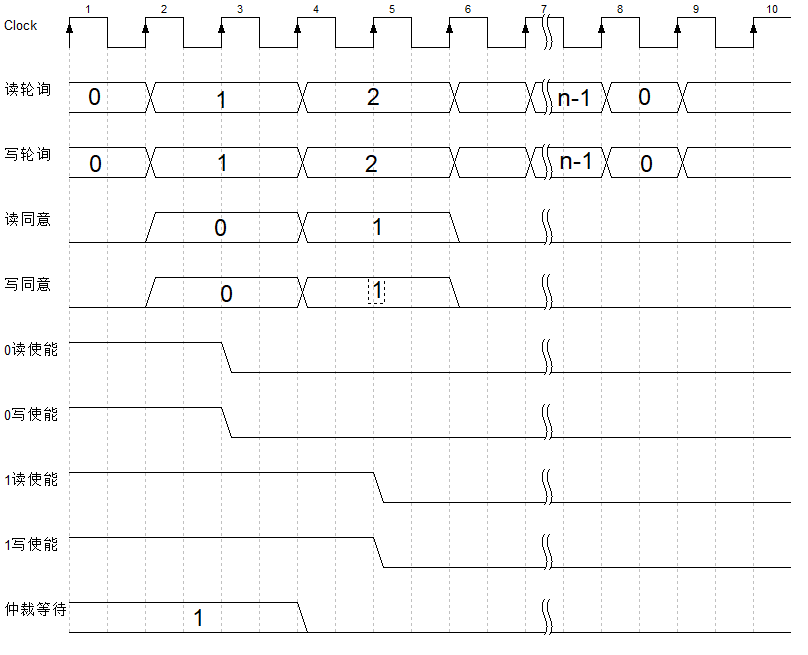 1 2 3 4 5 6 7 8 9 10
Clock
读轮询 0 1 2 n-1 0
写轮询 0 1 2 n-1 0
读同意 0 1
写同意 0 1
0读使能
0写使能
1读使能
1写使能
仲裁等待 1